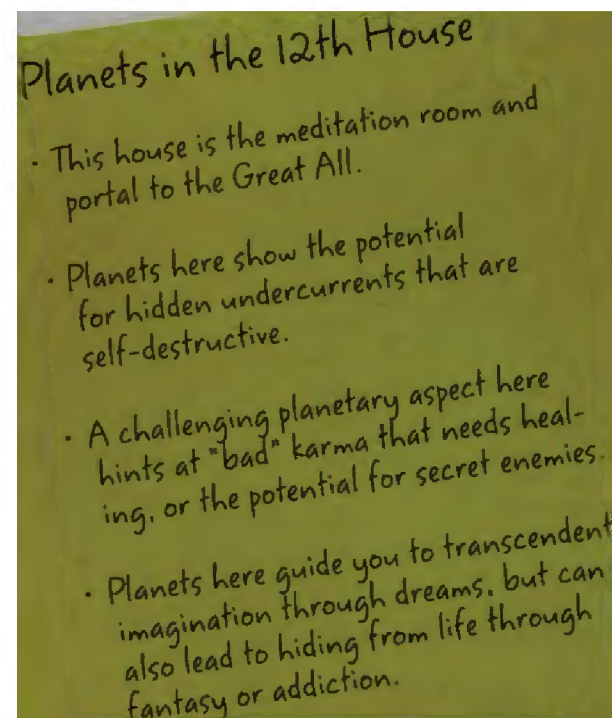 Planets in the 12th House
· This house is the meditation room and
portal to the Great All.
· Planets here show the potential
for hidden undercurrents that are
self-destructive.
· A challenging planetary aspect here
hints at "bad" karma that needs heal-
ing, or the potential for secret enemies.
· Planets here guide you to transcendent
imagination through dreams, but can
also lead to hiding from life through
fantasy or addiction.